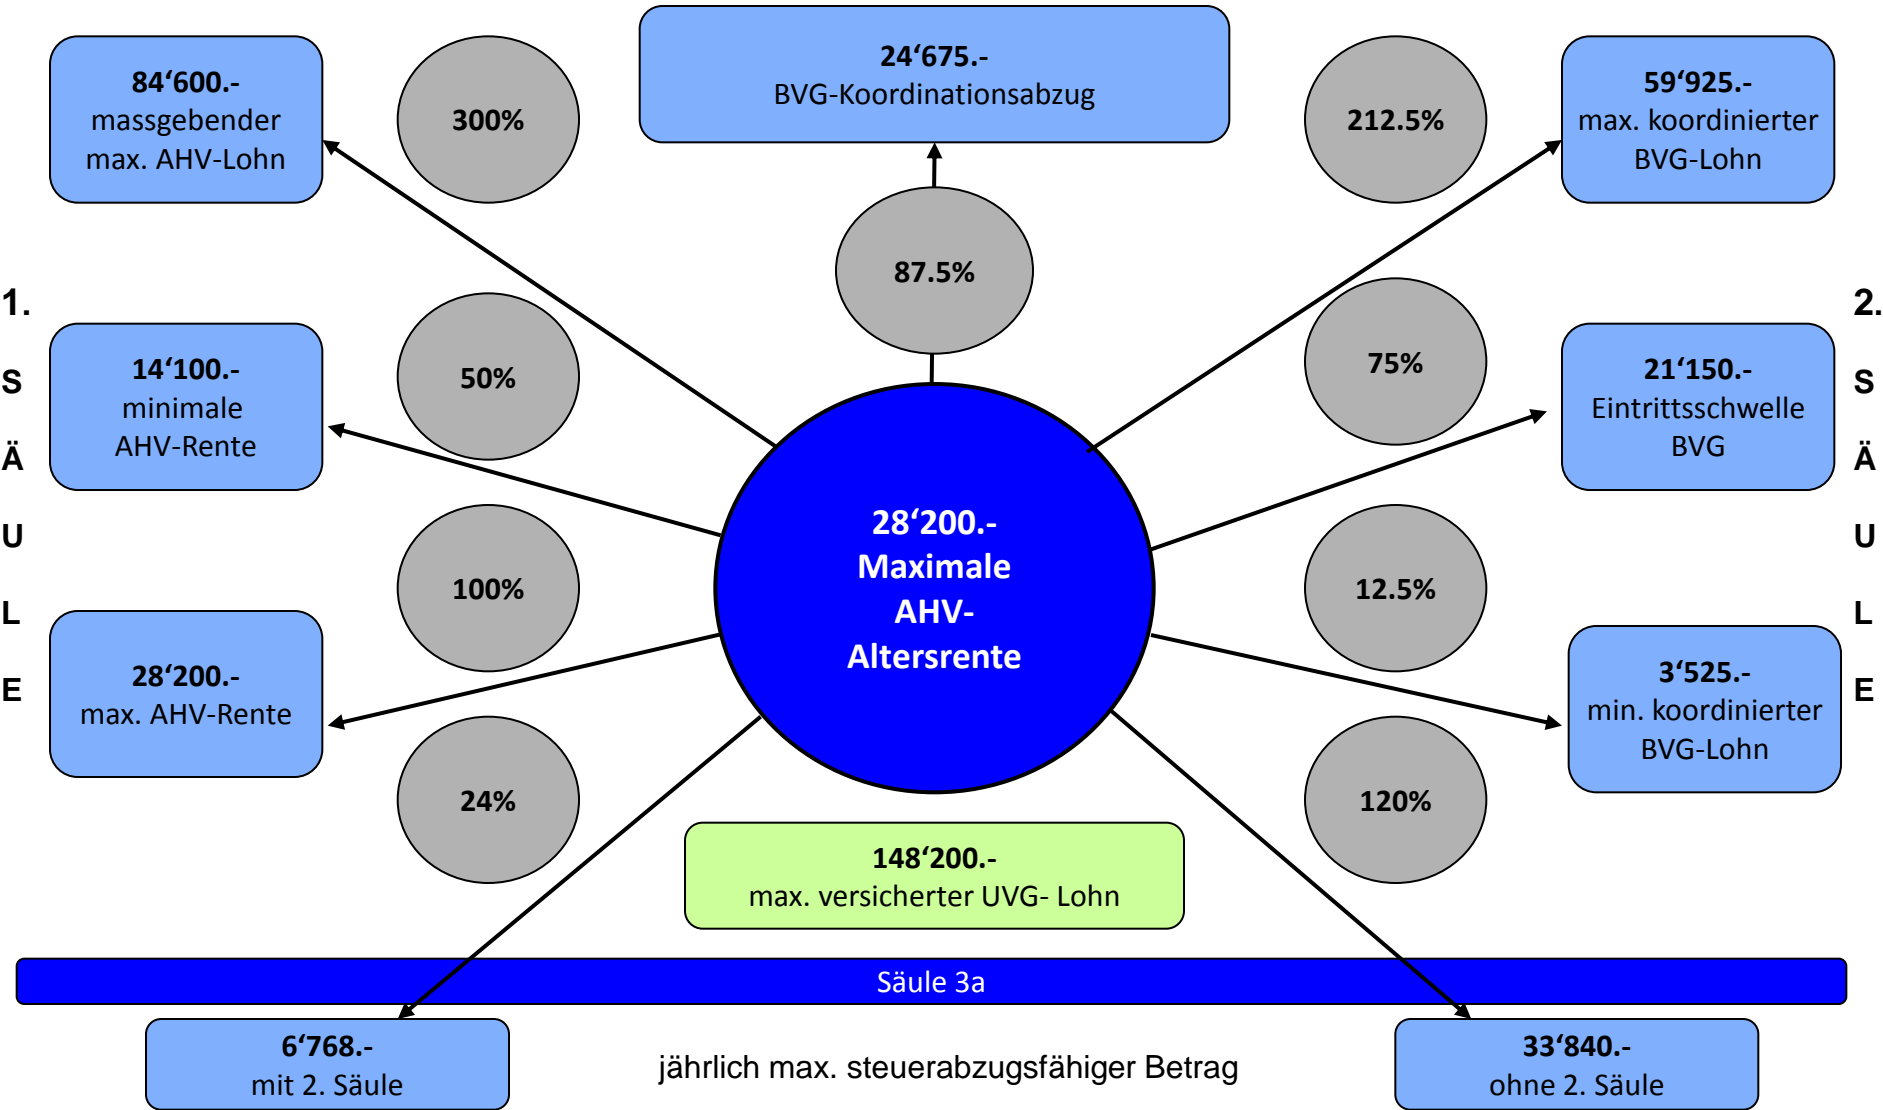 84‘600.-
massgebender
max. AHV-Lohn
300%
24‘675.-
BVG-Koordinationsabzug
212.5%
59‘925.-
max. koordinierter
BVG-Lohn
87.5%
1.
S
Ä
U
L
E
14‘100.-
minimale
AHV-Rente
50%
75%
21‘150.-
Eintrittsschwelle
BVG
2.
S
Ä
U
L
E
28‘200.-
Maximale
AHV-
Altersrente
100%
12.5%
28‘200.-
max. AHV-Rente
3‘525.-
min. koordinierter
BVG-Lohn
24%
120%
148‘200.-
max. versicherter UVG- Lohn
Säule 3a
6‘768.-
mit 2. Säule
jährlich max. steuerabzugsfähiger Betrag
33‘840.-
ohne 2. Säule